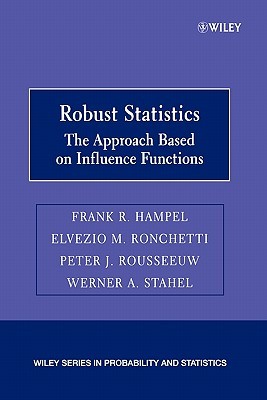 WILEY
Robust Statistics
The Approach Based
on Influence Functions
FRANK R. HAMPEL
ELVEZIO M. RONCHETTI
PETER J. ROUSSEEUW
WERNER A. STAHEL
WILEY SERIES IN PROBABILITY AND STATISTICS